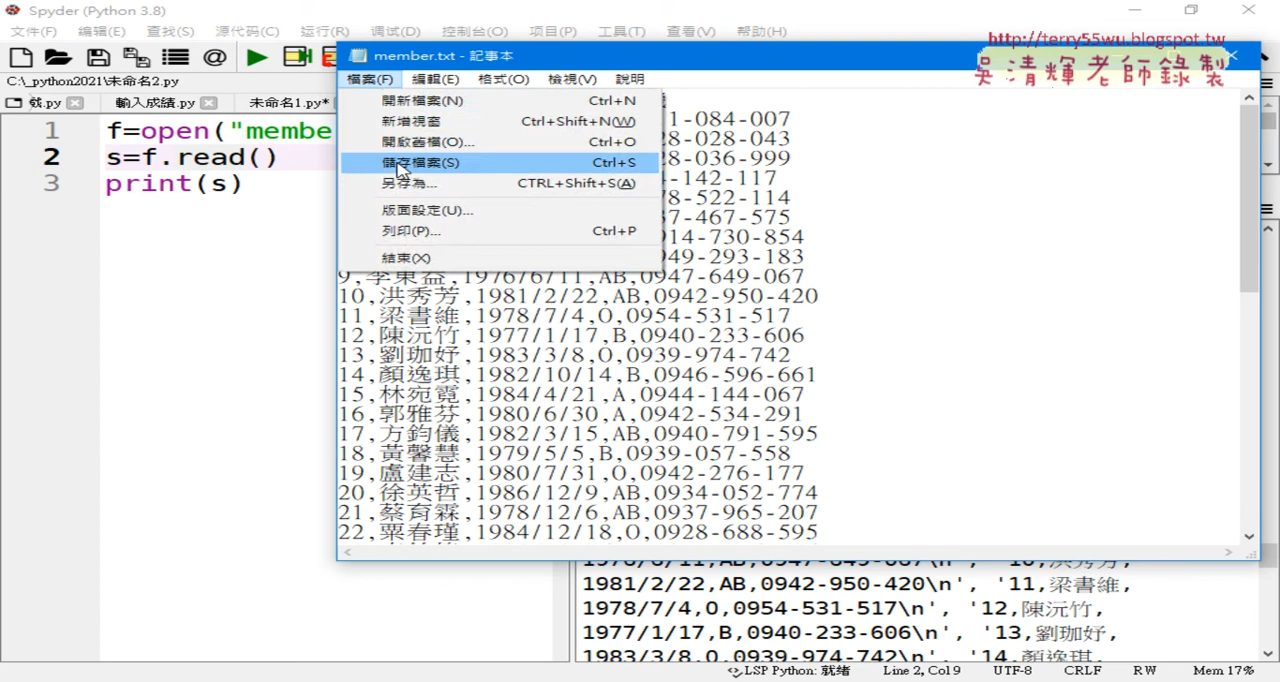 Spyder (Python 3.8)
文件(F) 编辑(E) 查找(S) 源代码(C) 运行(R) 调试(D) 控制台(O) 项目(P) 工具(T) 查看(V) 帮助(H)
http://terry55wu.blogspot.tw
吳清輝老師錄製
C:\_python2021\未命名2.py
输入成績.py 未命名1.py*
1 f=open("membe
2 s=f.read()
3 print(s)
member.txt - 記事本
檔案(F) 編輯(E) 格式(O) 檢視(V) 說明
開新檔案(N) Ctrl+N
新增視窗 Ctrl+Shift+N(W)
開啟舊檔(O)... Ctrl+O
儲存檔案(S) Ctrl+S
另存為... CTRL+Shift+S(A)
版面設定(U)...
列印(P)... Ctrl+P
結束(X)
1-084-007
28-028-043
28-036-999
-142-117
78-522-114
37-467-575
914-730-854
949-293-183
9,李東益,1976/6/11,AB,0947-649-067
10,洪秀芳,1981/2/22,AB,0942-950-420
11,梁書維,1978/7/4,O,0954-531-517
12,陳沅竹,1977/1/17,B,0940-233-606
13,劉珈妤,1983/3/8,O,0939-974-742
14,顏逸琪,1982/10/14,B,0946-596-661
15,林宛霓,1984/4/21,A,0944-144-067
16,郭雅芬,1980/6/30,A,0942-534-291
17,方鈞儀,1982/3/15,AB,0940-791-595
18,黃馨慧,1979/5/5,B,0939-057-558
19,盧建志,1980/7/31,O,0942-276-177
20,徐英哲,1986/12/9,AB,0934-052-774
21,蔡育霖,1978/12/6,AB,0937-965-207
22,粟春瑾,1984/12/18,O,0928-688-595
1981/2/22,AB,0942-950-420\n', '11,梁書維,
1978/7/4,O,0954-531-517\n', '12,陳沅竹,
1977/1/17,B,0940-233-606\n', '13,劉珈妤,
1983/3/8,O,0939-974-742\n', '14,顏逸琪,
LSP Python: 就绪 Line 2, Col 9 UTF-8 CRLF RW Mem 17%